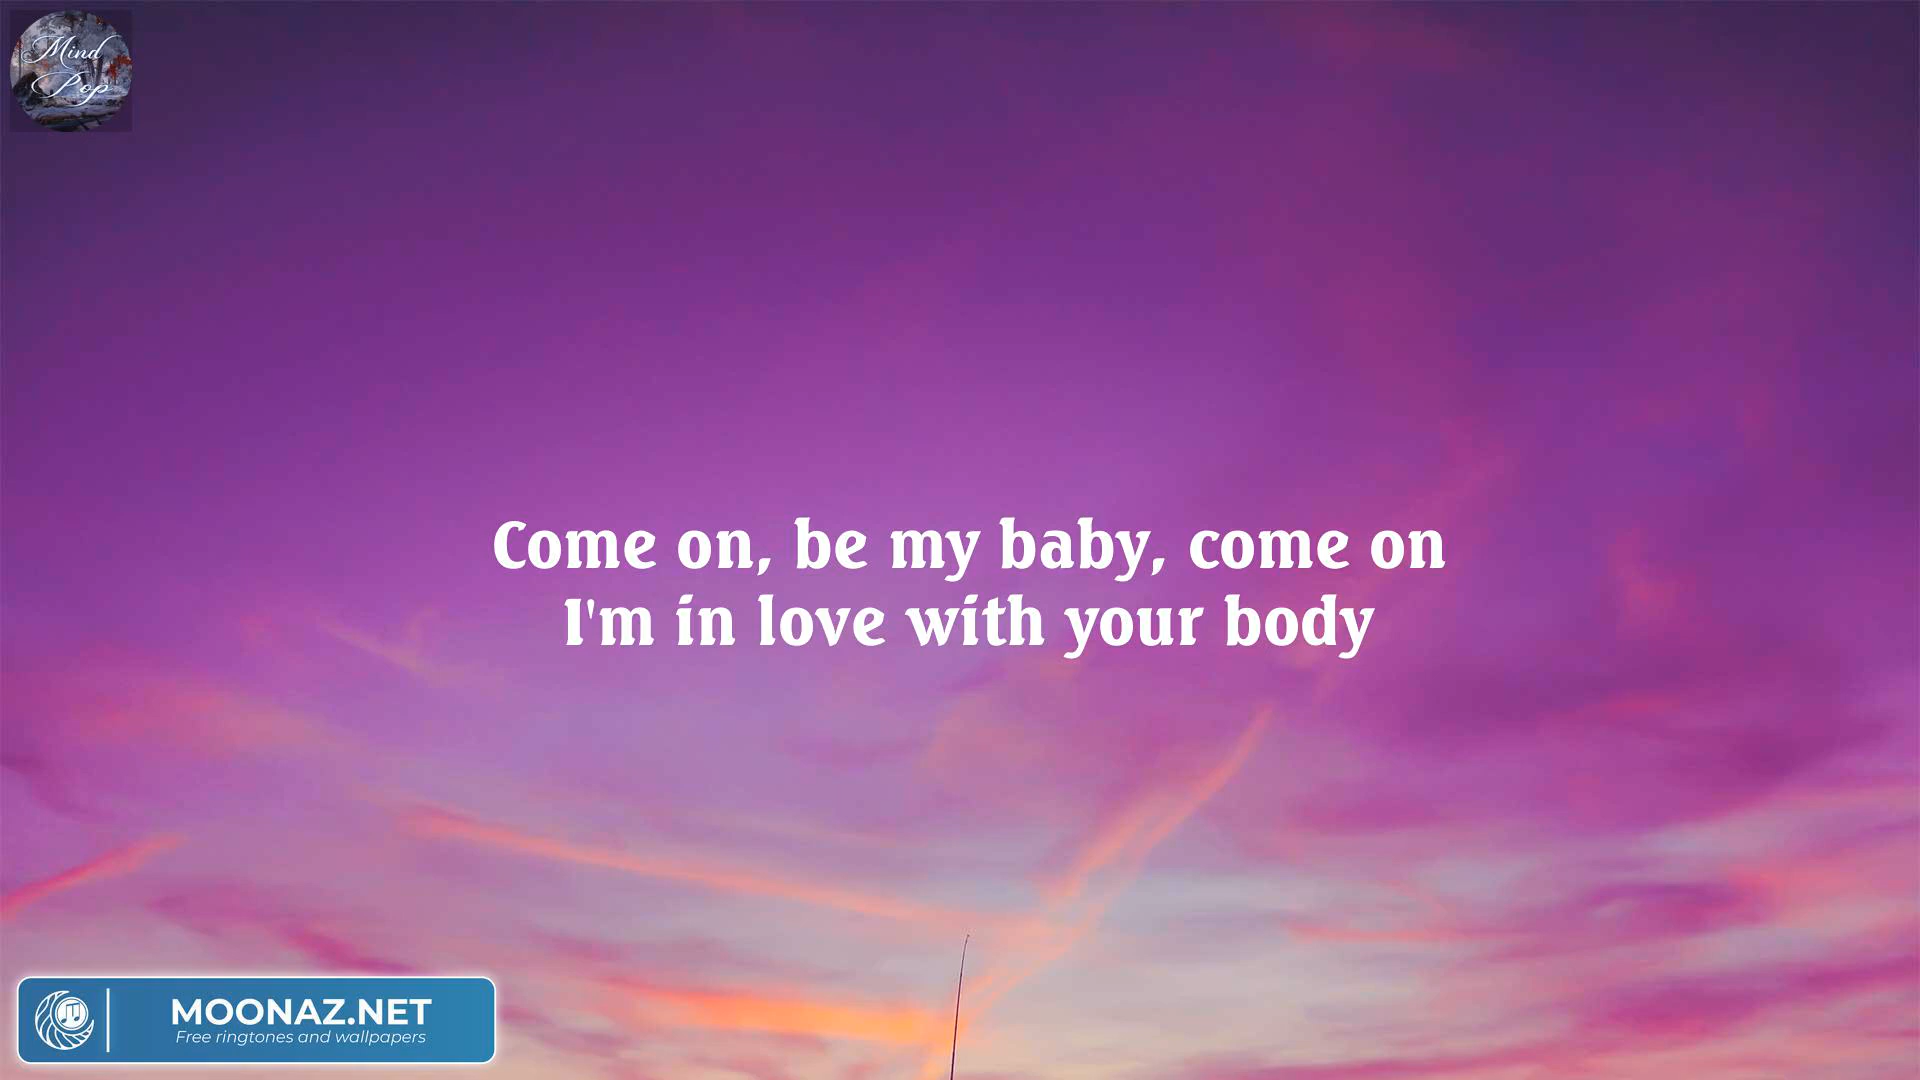 Mind
Pop
Come on, be my baby, come on
I'm in love with your body
MOONAZ.NET
Free ringtones and wallpapers